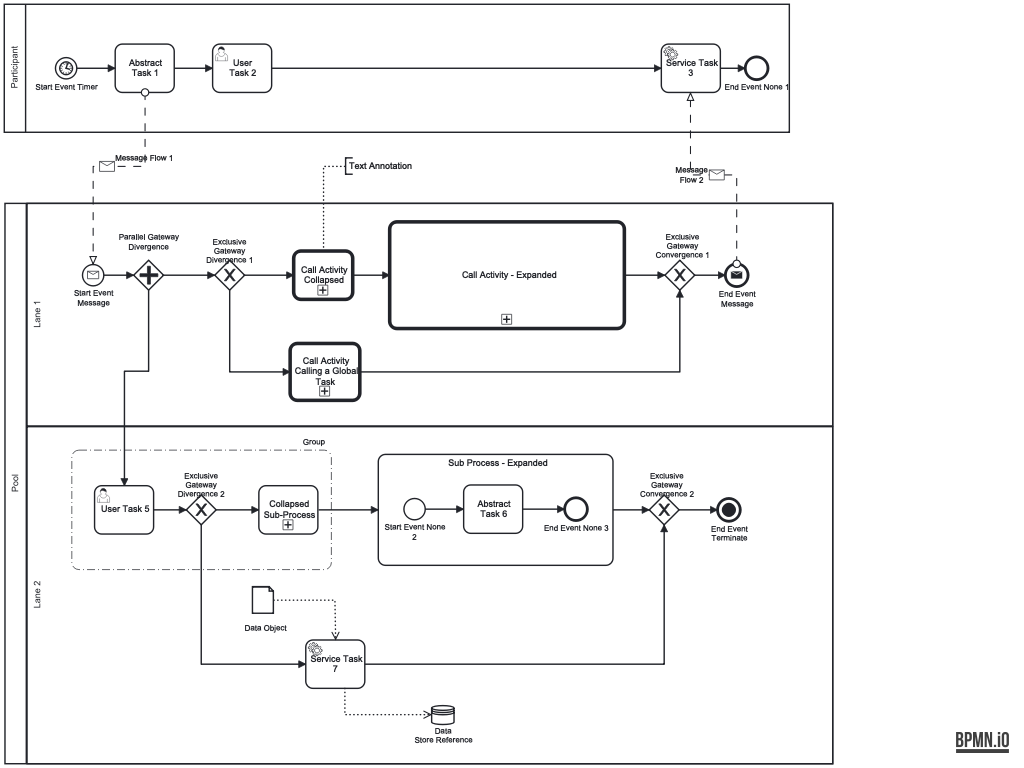 Participant
Start Event Timer
Abstract
Task 1
User
Task 2
Service Task
3
End Event None 1
Message Flow 1
Text Annotation
Message
Flow 2
Pool
Lane 1
Start Event
Message
Parallel Gateway
Divergence
Exclusive
Gateway
Divergence 1
Call Activity
Collapsed
Call Activity - Expanded
Exclusive
Gateway
Convergence 1
End Event
Message
Call Activity
Calling a Global
Task
Lane 2
Group
User Task 5
Exclusive
Gateway
Divergence 2
Collapsed
Sub-Process
Sub Process - Expanded
Start Event None
2
Abstract
Task 6
End Event None 3
Exclusive
Gateway
Convergence 2
End Event
Terminate
Data Object
Service Task
7
Data
Store Reference
BPMN.iO